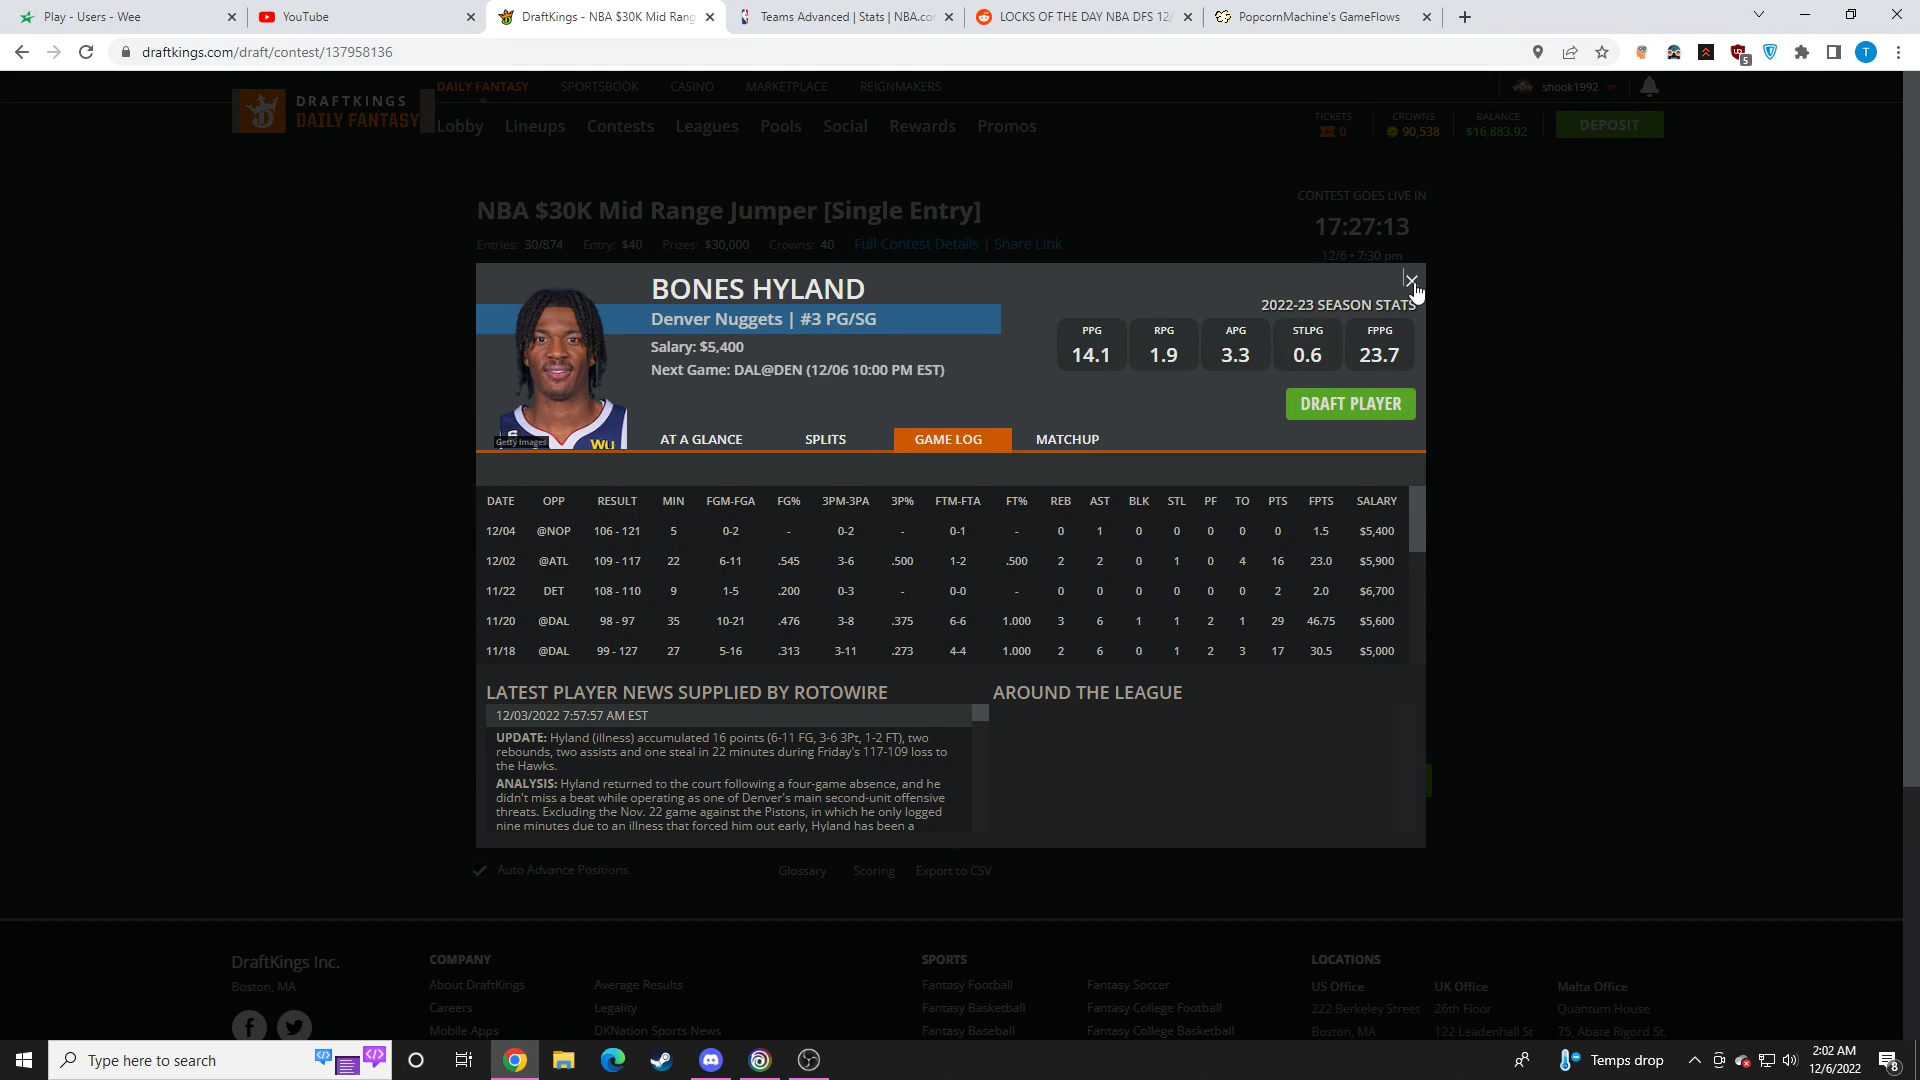 Play - Users - Wee
YouTube
DraftKings - NBA $30K Mid Rang
Teams Advanced | Stats | NBA.co
LOCKS OF THE DAY NBA DFS 12/
PopcornMachine's GameFlows
draftkings.com/draft/contest/137958136
5
T
DRAFTKINGS
DAILY FANTASY
DAILY FANTASY SPORTSBOOK CASINO MARKETPLACE REIGNMAKERS
shook1992
Lobby Lineups Contests Leagues Pools Social Rewards Promos
TICKETS
0
CROWNS
90,538
BALANCE
$16,883.92
DEPOSIT
NBA $30K Mid Range Jumper [Single Entry]
Entries: 30/874 Entry: $40 Prizes: $30,000 Crowns: 40 Full Contest Details | Share Link
CONTEST GOES LIVE IN
17:27:13
12/6 • 7:30 pm
BONES HYLAND
Denver Nuggets | #3 PG/SG
Salary: $5,400
Next Game: DAL@DEN (12/06 10:00 PM EST)
WU
Getty Images
2022-23 SEASON STATS
PPG RPG APG STLPG FPPG
14.1 1.9 3.3 0.6 23.7
DRAFT PLAYER
AT A GLANCE SPLITS GAME LOG MATCHUP
DATE OPP RESULT MIN FGM-FGA FG% 3PM-3PA 3P% FTM-FTA FT% REB AST BLK STL PF TO PTS FPTS SALARY
12/04 @NOP 106 - 121 5 0-2 - 0-2 - 0-1 - 0 1 0 0 0 0 0 1.5 $5,400
12/02 @ATL 109 - 117 22 6-11 .545 3-6 .500 1-2 .500 2 2 0 1 0 4 16 23.0 $5,900
11/22 DET 108 - 110 9 1-5 .200 0-3 - 0-0 - 0 0 0 0 0 0 2 2.0 $6,700
11/20 @DAL 98 - 97 35 10-21 .476 3-8 .375 6-6 1.000 3 6 1 1 2 1 29 46.75 $5,600
11/18 @DAL 99 - 127 27 5-16 .313 3-11 .273 4-4 1.000 2 6 0 1 2 3 17 30.5 $5,000
LATEST PLAYER NEWS SUPPLIED BY ROTOWIRE
AROUND THE LEAGUE
12/03/2022 7:57:57 AM EST
UPDATE: Hyland (illness) accumulated 16 points (6-11 FG, 3-6 3Pt, 1-2 FT), two
rebounds, two assists and one steal in 22 minutes during Friday's 117-109 loss to
the Hawks.
ANALYSIS: Hyland returned to the court following a four-game absence, and he
didn't miss a beat while operating as one of Denver's main second-unit offensive
threats. Excluding the Nov. 22 game against the Pistons, in which he only logged
nine minutes due to an illness that forced him out early, Hyland has been a
Auto Advance Positions
Glossary Scoring Export to CSV
DraftKings Inc.
Boston, MA
COMPANY
About DraftKings
Careers
Mobile Apps
Average Results
Legality
DKNation Sports News
SPORTS
Fantasy Football
Fantasy Basketball
Fantasy Baseball
Fantasy Soccer
Fantasy College Football
Fantasy College Basketball
LOCATIONS
US Office
222 Berkeley Street
Boston, MA
UK Office
26th Floor
122 Leadenhall St
Malta Office
Quantum House
75, Abate Rigord St.
Type here to search
Temps drop
2:02 AM
12/6/2022
8